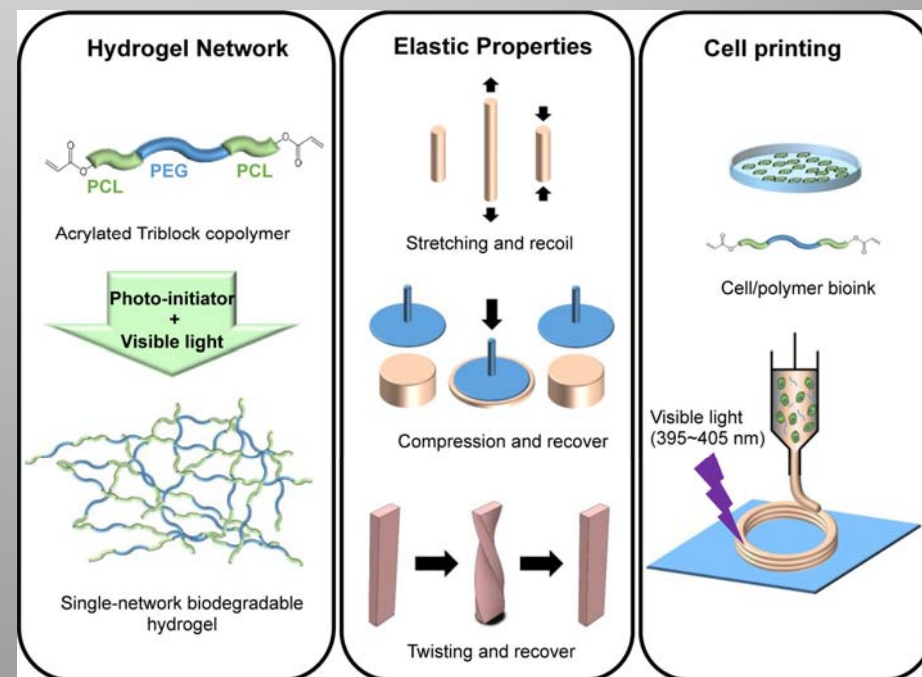 Hydrogel Network
O
O
O
O
PCL
PEG
PCL
Acrylated Triblock copolymer
Photo-initiator
+
Visible light
Single-network biodegradable
hydrogel
Elastic Properties
Stretching and recoil
Compression and recover
Twisting and recover
Cell printing
O
O
O
O
Cell/polymer bioink
Visible light
(395~405 nm)